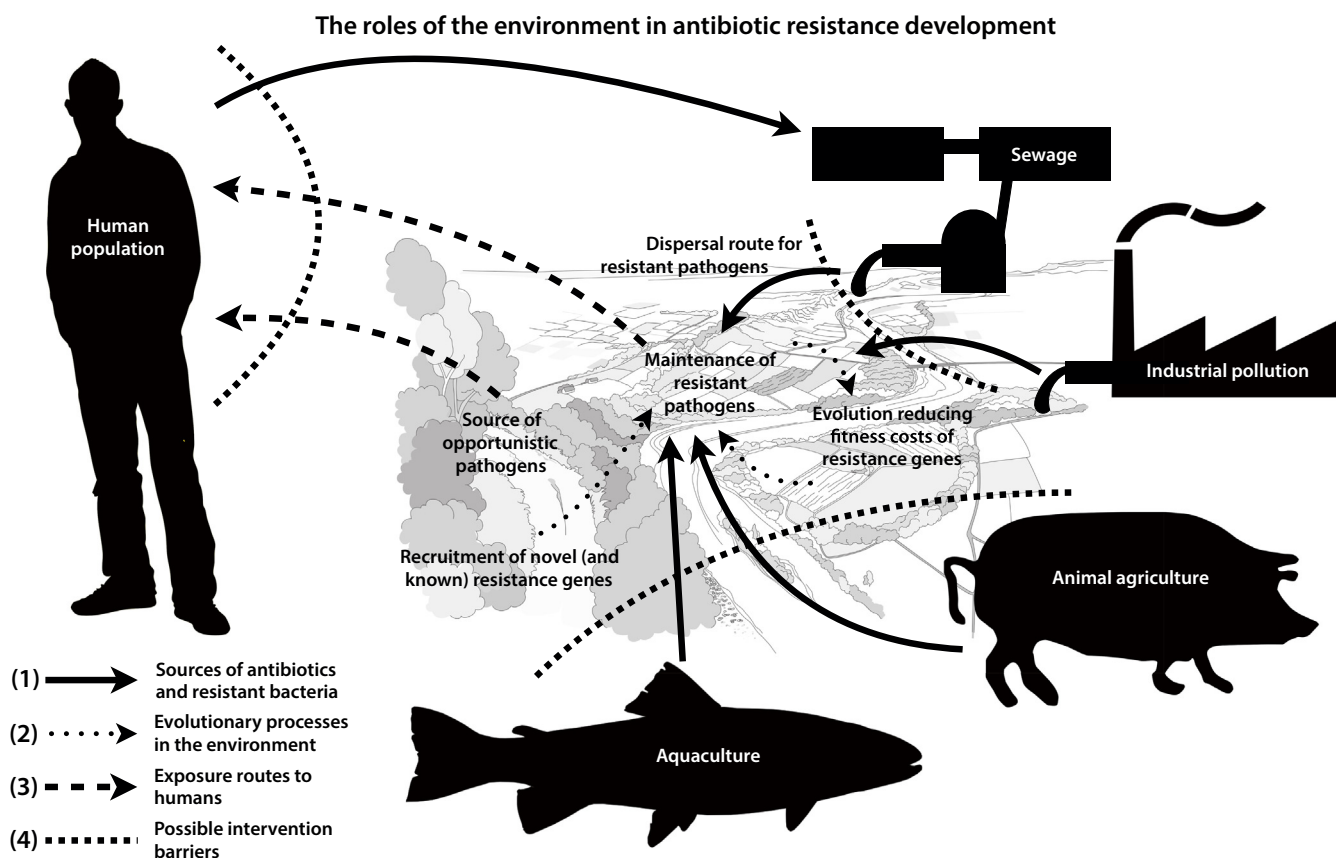 The roles of the environment in antibiotic resistance development
Human
population
Sewage
Dispersal route for
resistant pathogens
Industrial pollution
Maintenance of
resistant
pathogens
Source of
opportunistic
pathogens
Evolution reducing
fitness costs of
resistance genes
Recruitment of novel (and
known) resistance genes
Animal agriculture
Aquaculture
(1) Sources of antibiotics
and resistant bacteria
(2) Evolutionary processes
in the environment
(3) Exposure routes to
humans
(4) Possible intervention
barriers